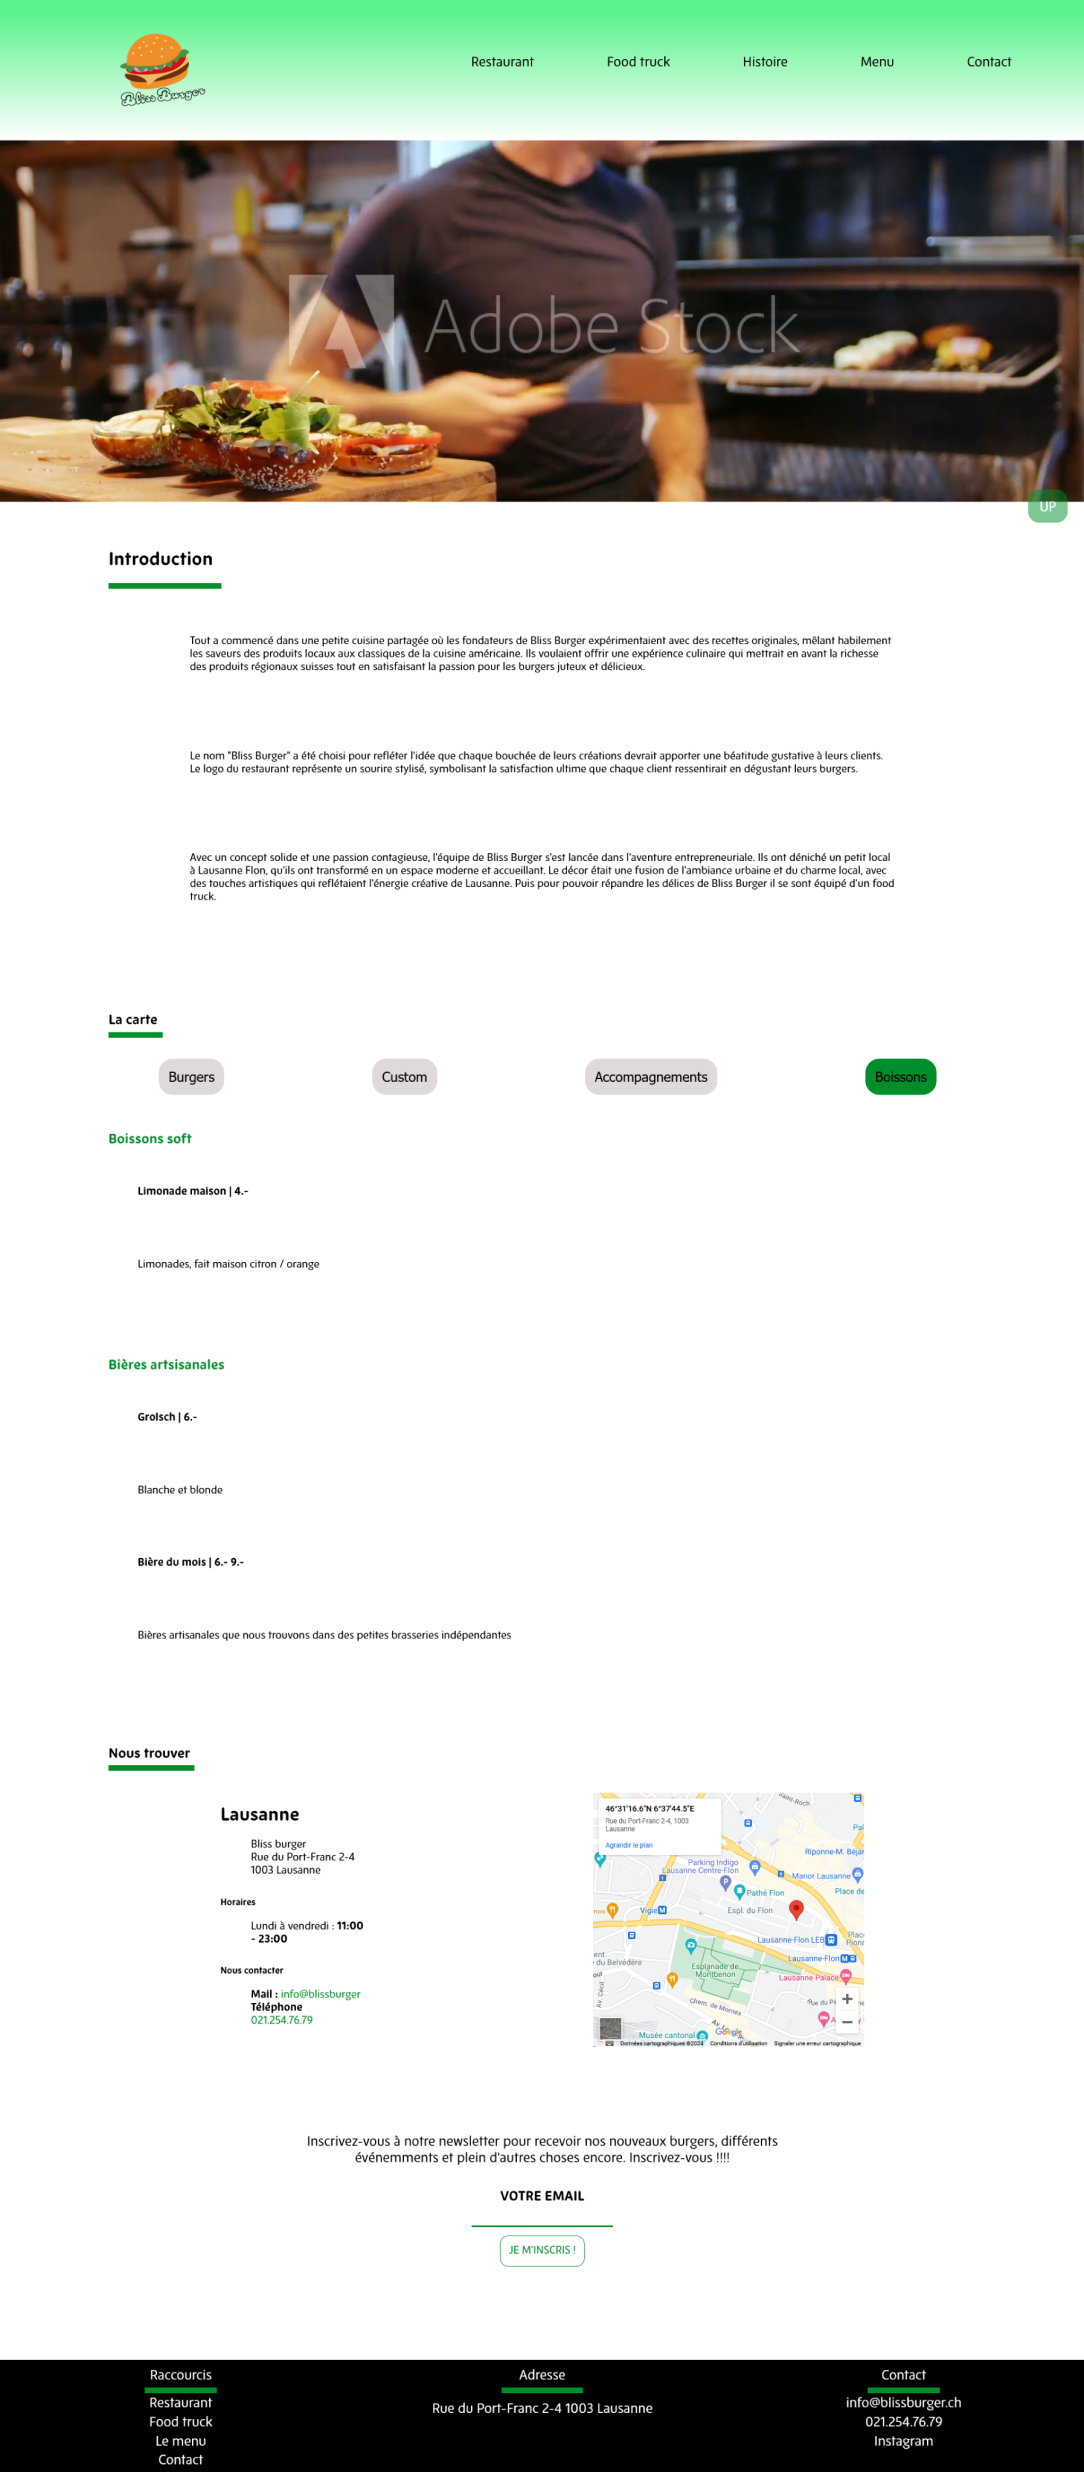 Bliss Burger
Restaurant
Food truck
Histoire
Menu
Contact
Adobe Stock
UP
Introduction
Tout a commencé dans une petite cuisine partagée où les fondateurs de Bliss Burger expérimentaient avec des recettes originales, mêlant habilement
les saveurs des produits locaux aux classiques de la cuisine américaine. Ils voulaient offrir une expérience culinaire qui mettrait en avant la richesse
des produits régionaux suisses tout en satisfaisant la passion pour les burgers juteux et délicieux.
Le nom "Bliss Burger" a été choisi pour refléter l'idée que chaque bouchée de leurs créations devrait apporter une béatitude gustative à leurs clients.
Le logo du restaurant représente un sourire stylisé, symbolisant la satisfaction ultime que chaque client ressentirait en dégustant leurs burgers.
Avec un concept solide et une passion contagieuse, l'équipe de Bliss Burger s'est lancée dans l'aventure entrepreneuriale. Ils ont déniché un petit local
à Lausanne Flon, qu'ils ont transformé en un espace moderne et accueillant. Le décor était une fusion de l'ambiance urbaine et du charme local, avec
des touches artistiques qui reflétaient l'énergie créative de Lausanne. Puis pour pouvoir répandre les délices de Bliss Burger il se sont équipé d'un food
truck.
La carte
Burgers
Custom
Accompagnements
Boissons
Boissons soft
Limonade maison | 4.-
Limonades, fait maison citron / orange
Bières artsisanales
Grolsch | 6.-
Blanche et blonde
Bière du mois | 6.- 9.-
Bières artisanales que nous trouvons dans des petites brasseries indépendantes
Nous trouver
Lausanne
Bliss burger
Rue du Port-Franc 2-4
1003 Lausanne
Horaires
Lundi à vendredi : 11:00
- 23:00
Nous contacter
Mail : info@blissburger
Téléphone
021.254.76.79
46°31'16.6"N 6°37'44.5"E
Rue du Port-Franc 2-4, 1003
Lausanne
Agrandir le plan
Saint-Roch
Pal
Riponne-M. Béjar
Parking Indigo
Lausanne Centre-Flon
Manor Lausanne
Pathé Flon
Place de
Vigie
Espl. du Flon
Lausanne-Flon LEB
Place
Pionn
Lausanne-Flon
du Belvédère
Esplanade de
Montbenon
Lausanne Palace
Av. Cécil
Chem. de Mornex
Musée cantonal
Google
Données cartographiques ©2024
Conditions d'utilisation
Signaler une erreur cartographique
Inscrivez-vous à notre newsletter pour recevoir nos nouveaux burgers, différents
événemments et plein d'autres choses encore. Inscrivez-vous !!!!
VOTRE EMAIL
JE M'INSCRIS !
Raccourcis
Restaurant
Food truck
Le menu
Contact
Adresse
Rue du Port-Franc 2-4 1003 Lausanne
Contact
info@blissburger.ch
021.254.76.79
Instagram